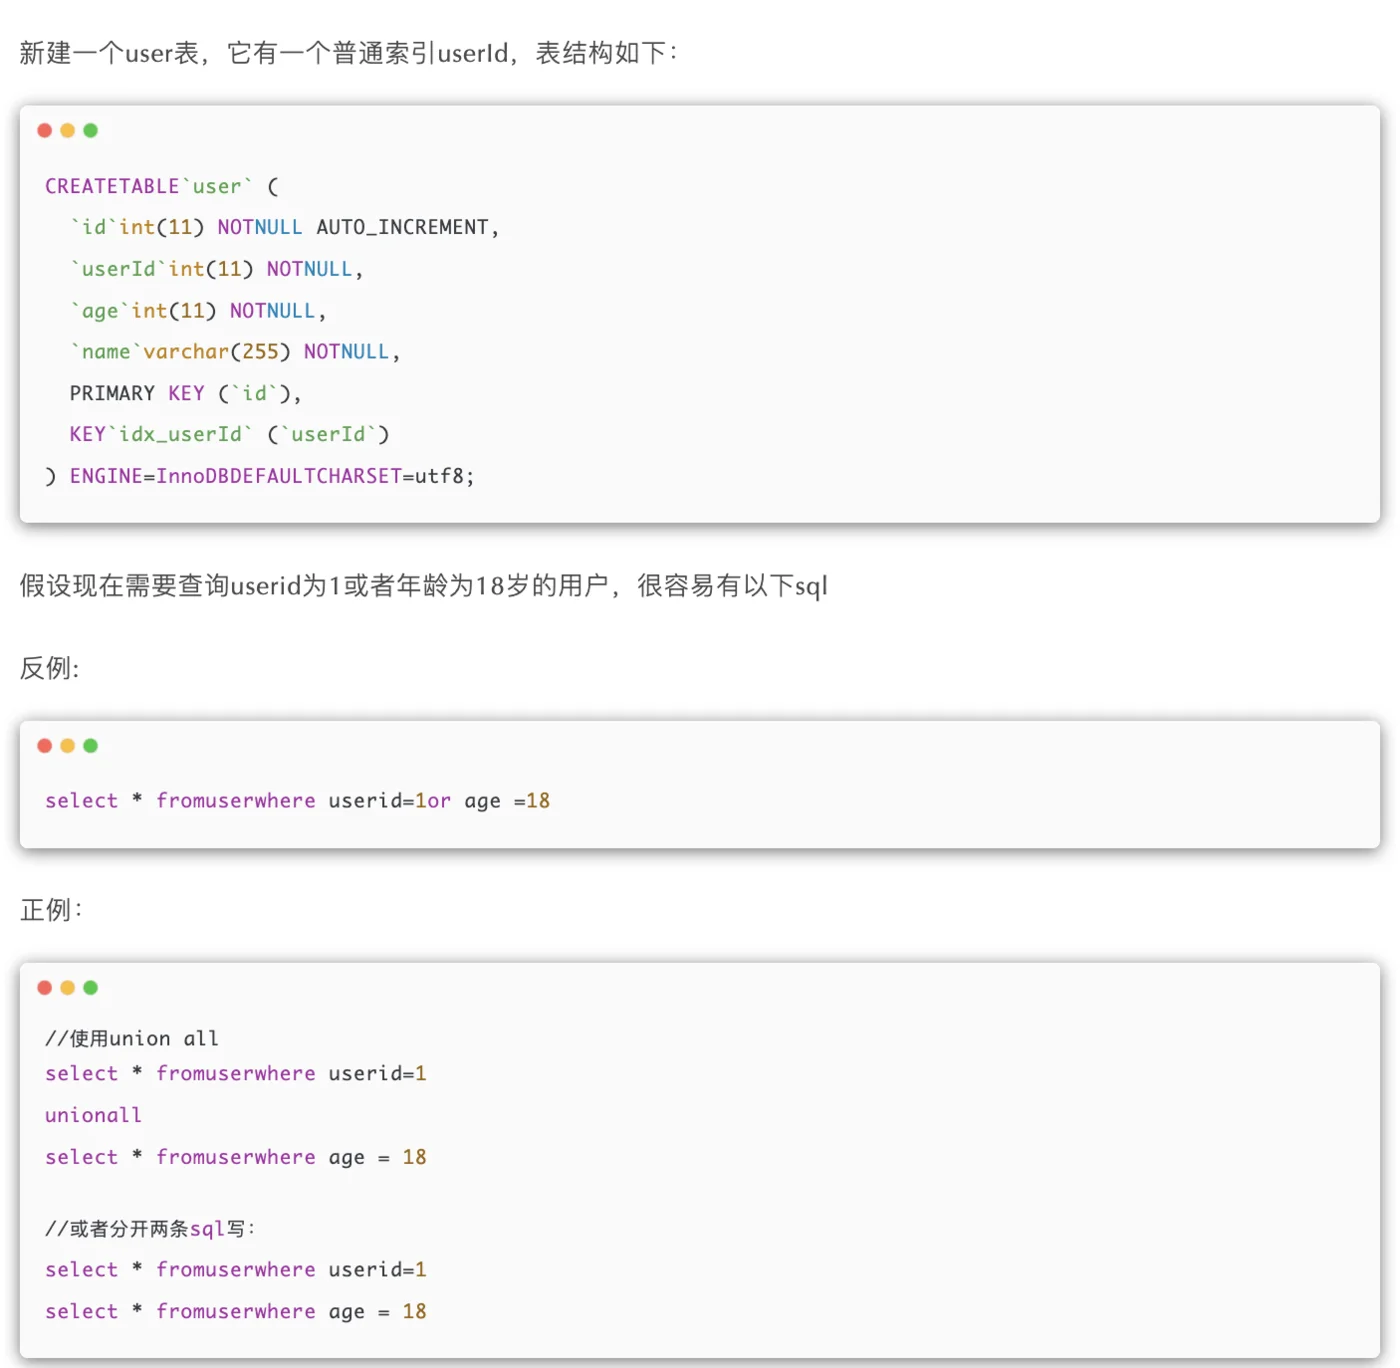 新建一个user表，它有一个普通索引userId，表结构如下：
CREATETABLE`user` (
`id`int(11) NOTNULL AUTO_INCREMENT,
`userId`int(11) NOTNULL,
`age`int(11) NOTNULL,
`name`varchar(255) NOTNULL,
PRIMARY KEY (`id`),
KEY`idx_userId` (`userId`)
) ENGINE=InnoDBDEFAULTCHARSET=utf8;
假设现在需要查询userid为1或者年龄为18岁的用户，很容易有以下sql
反例:
select * fromuserwhere userid=1or age =18
正例：
//使用union all
select * fromuserwhere userid=1
unionall
select * fromuserwhere age = 18
//或者分开两条sql写：
select * fromuserwhere userid=1
select * fromuserwhere age = 18